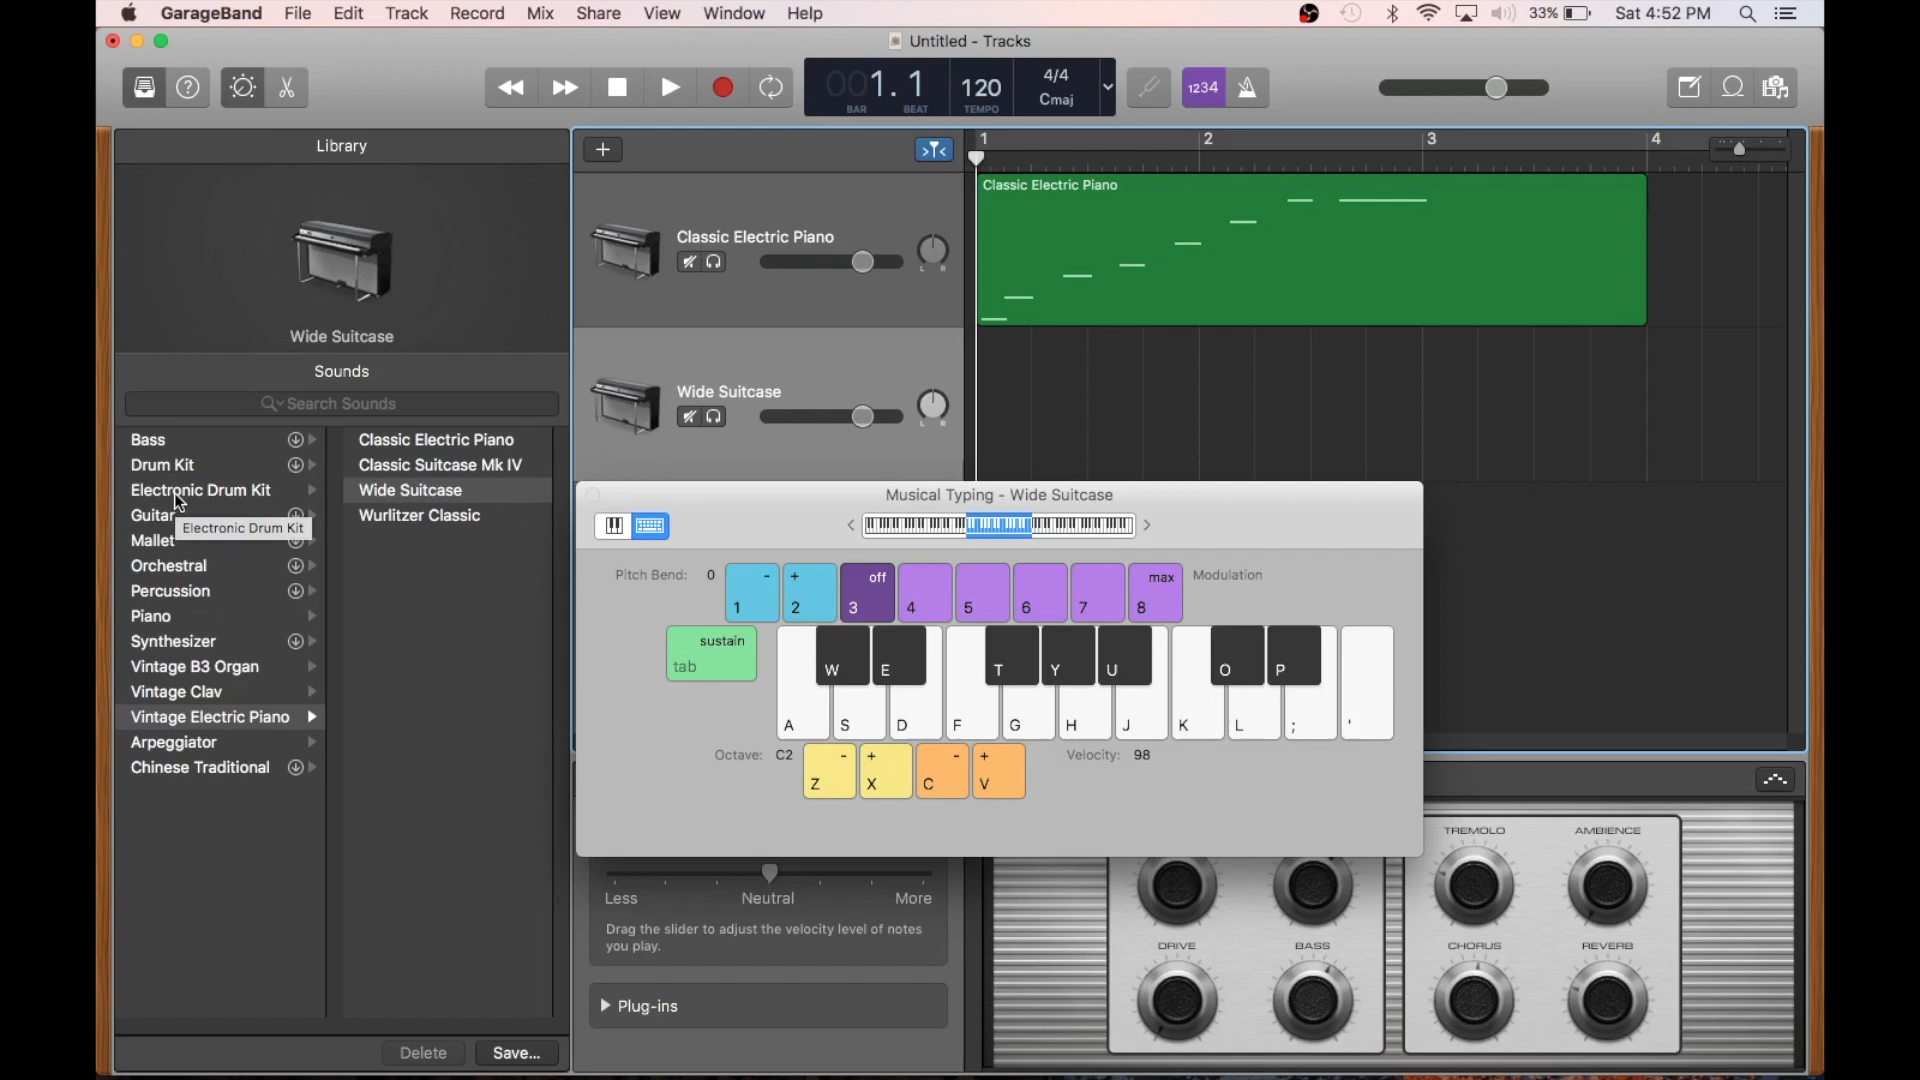 GarageBand File Edit Track Record Mix Share View Window Help 33% Sat 4:52 PM
Untitled - Tracks
001. 1 120 4/4 Cmaj 1234
BAR BEAT TEMPO
Library
1 2 3 4
Classic Electric Piano
Classic Electric Piano
L R
Wide Suitcase
Wide Suitcase
L R
Sounds
Search Sounds
Bass
Drum Kit
Electronic Drum Kit
Guitar
Electronic Drum Kit
Mallet
Orchestral
Percussion
Piano
Synthesizer
Vintage B3 Organ
Vintage Clav
Vintage Electric Piano
Arpeggiator
Chinese Traditional
Classic Electric Piano
Classic Suitcase Mk IV
Wide Suitcase
Wurlitzer Classic
Delete Save...
Musical Typing - Wide Suitcase
Pitch Bend: 0 - + off max Modulation
1 2 3 4 5 6 7 8
sustain
tab
W E T Y U O P
A S D F G H J K L ; '
Octave: C2 - + - + Velocity: 98
Z X C V
Less Neutral More
Drag the slider to adjust the velocity level of notes
you play.
Plug-ins
TREMOLO AMBIENCE
DRIVE BASS CHORUS REVERB